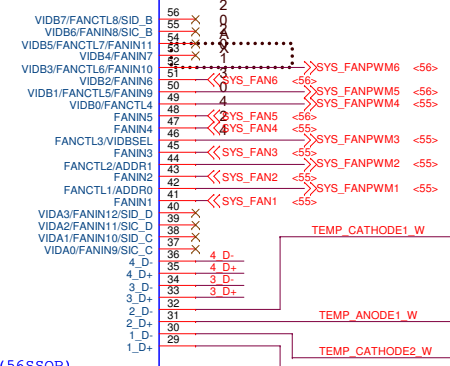 56
VIDB7/FANCTL8/SID_B
55
VIDB6/FANIN8/SIC_B
54
VIDB5/FANCTL7/FANIN11
53
VIDB4/FANIN7
52
VIDB3/FANCTL6/FANIN10 SYS_FANPWM6 <56>
51
VIDB2/FANIN6 SYS_FAN6 <56>
50
VIDB1/FANCTL5/FANIN9 SYS_FANPWM5 <56>
49
VIDB0/FANCTL4 SYS_FANPWM4 <55>
48
FANIN5 SYS_FAN5 <56>
47
FANIN4 SYS_FAN4 <55>
46
FANCTL3/VIDBSEL SYS_FANPWM3 <55>
45
FANIN3 SYS_FAN3 <55>
44
FANCTL2/ADDR1 SYS_FANPWM2 <55>
43
FANIN2 SYS_FAN2 <55>
42
FANCTL1/ADDR0 SYS_FANPWM1 <55>
41
FANIN1 SYS_FAN1 <55>
40
VIDA3/FANIN12/SID_D
39
VIDA2/FANIN11/SIC_D
38
VIDA1/FANIN10/SID_C TEMP_CATHODE1_W
37
VIDA0/FANIN9/SIC_C
36
4_D- 4_D-
35
4_D+ 4_D+
34
3_D- 3_D-
33
3_D+ 3_D+
32
2_D-
31 TEMP_ANODE1_W
2_D+
30
1_D-
29
1_D+ TEMP_CATHODE2_W
(56SSOP)